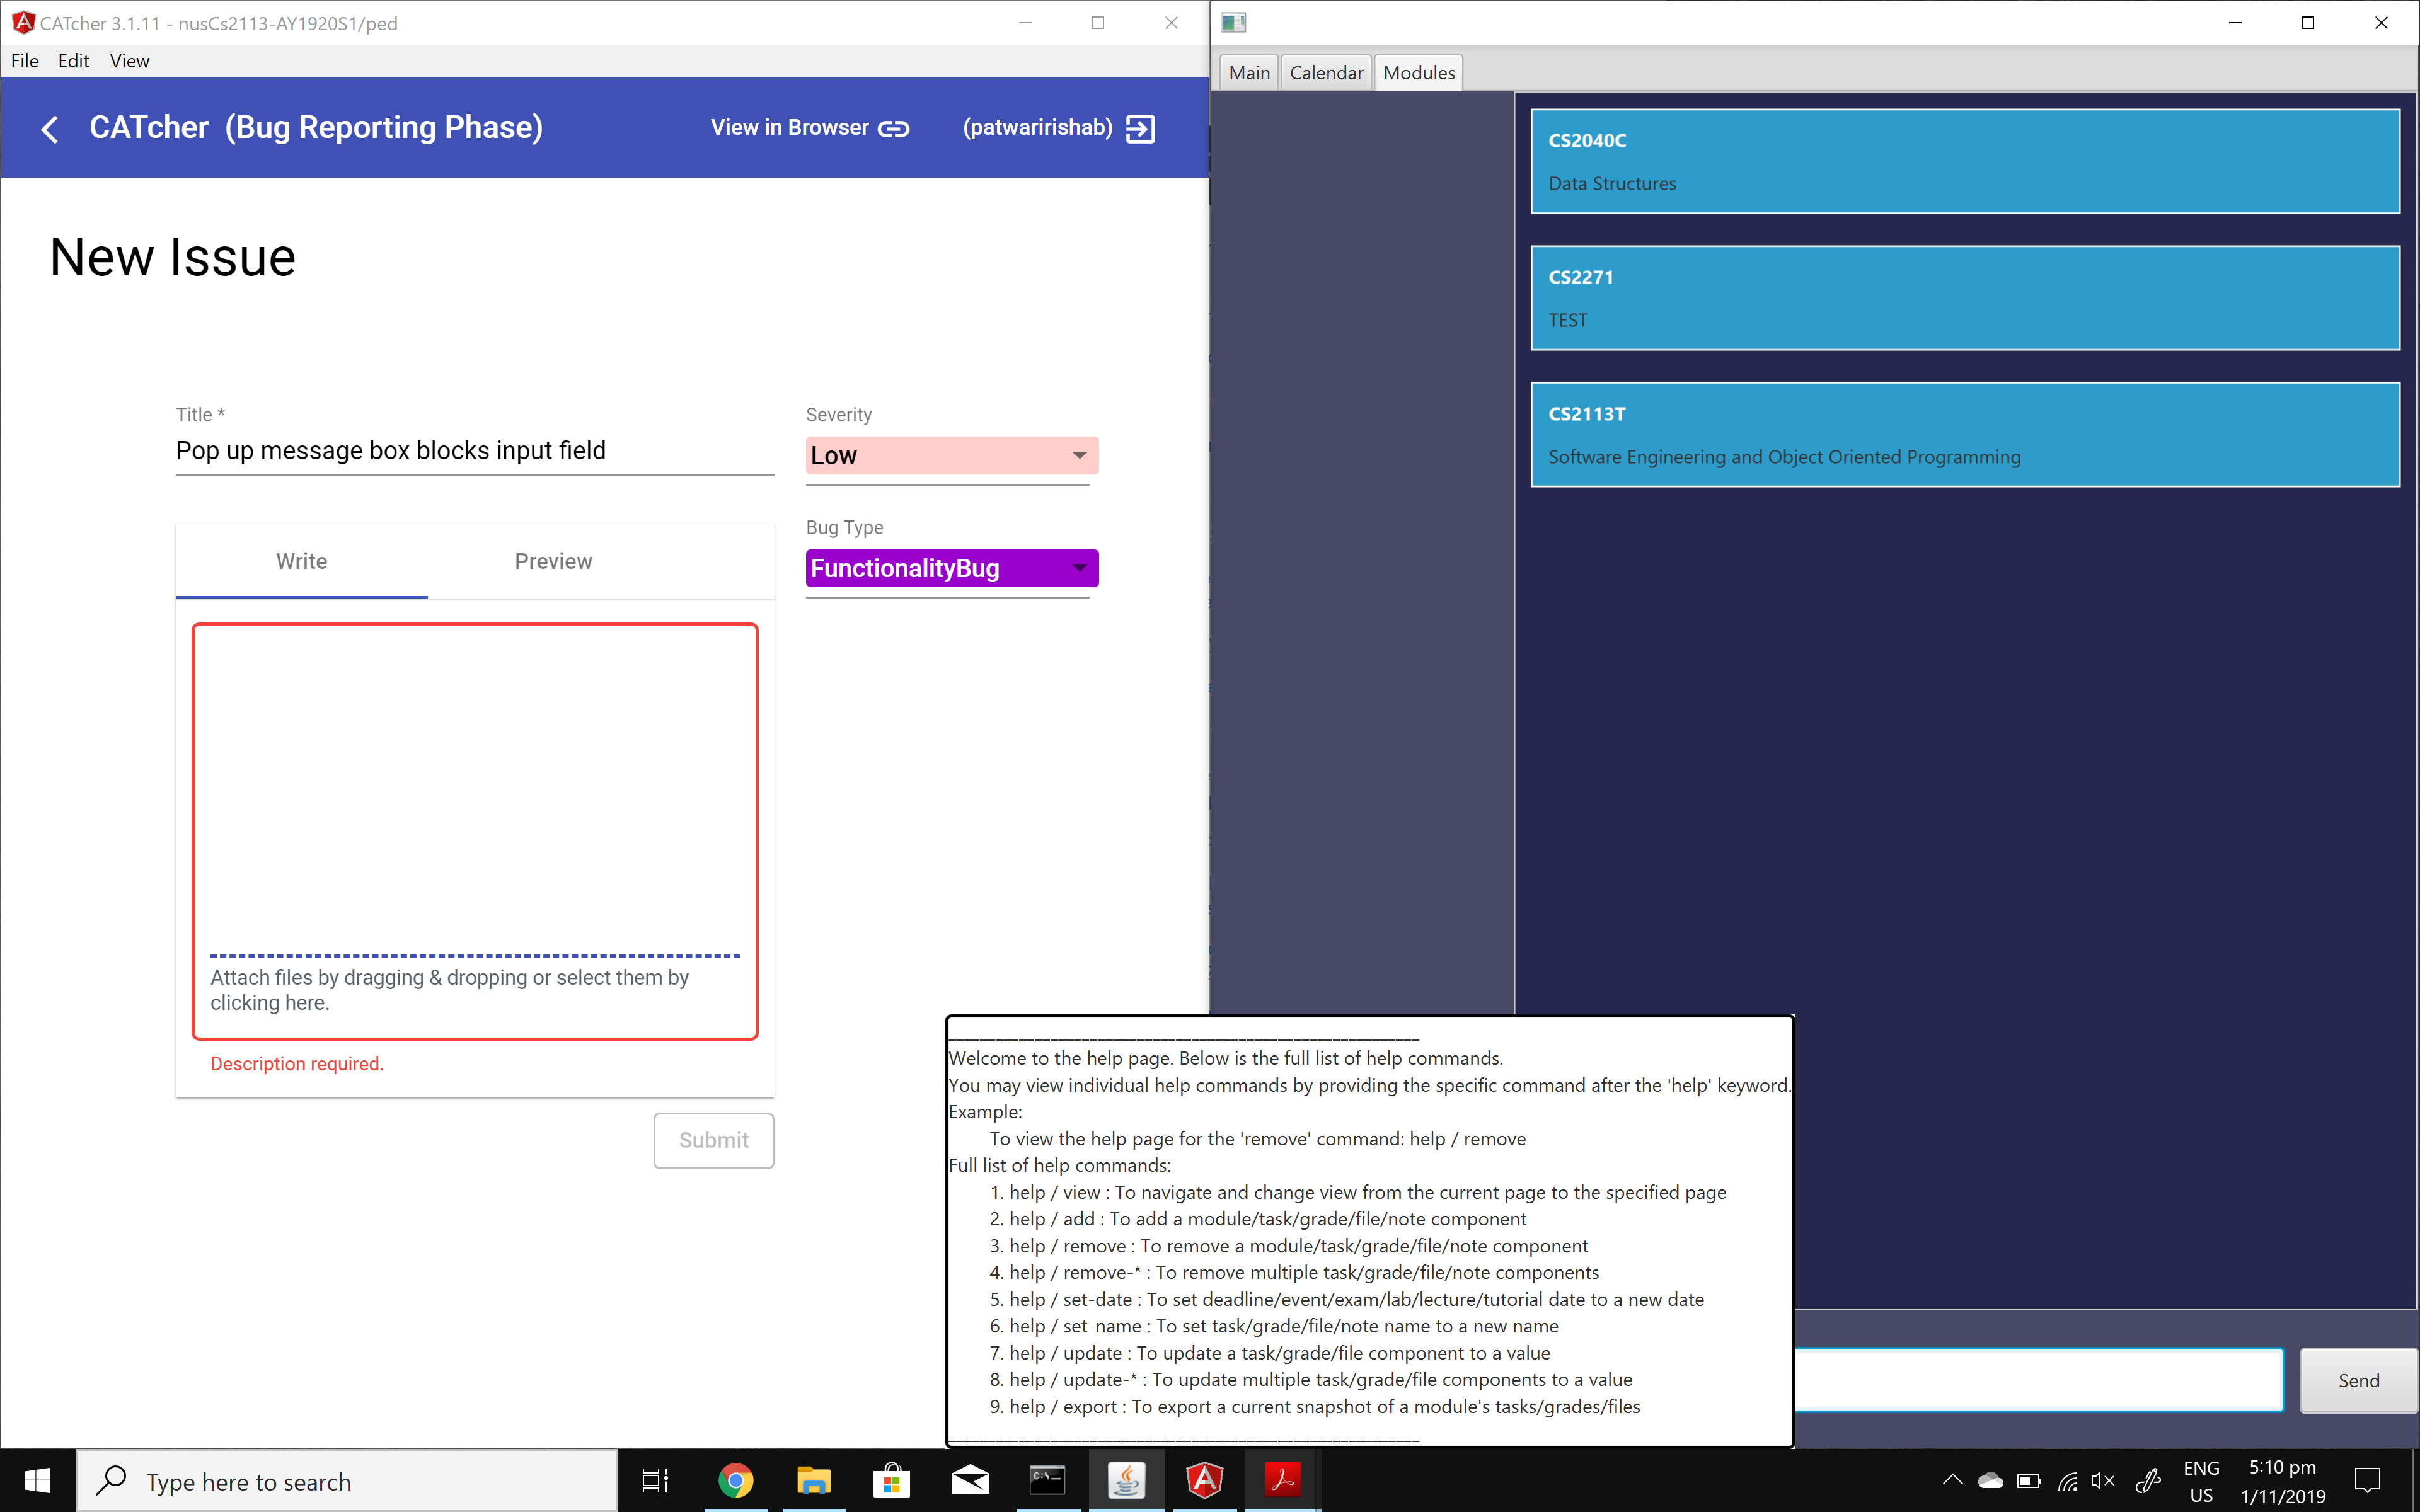 CATcher 3.1.11 - nusCs2113-AY1920S1/ped
File Edit View
CATcher (Bug Reporting Phase)
View in Browser
(patwaririshab)
New Issue
Title *
Pop up message box blocks input field
Severity
Low
Bug Type
FunctionalityBug
Write
Preview
Attach files by dragging & dropping or select them by
clicking here.
Description required.
Submit
Main
Calendar
Modules
CS2040C
Data Structures
CS2271
TEST
CS2113T
Software Engineering and Object Oriented Programming
Welcome to the help page. Below is the full list of help commands.
You may view individual help commands by providing the specific command after the 'help' keyword.
Example:
To view the help page for the 'remove' command: help / remove
Full list of help commands:
1. help / view : To navigate and change view from the current page to the specified page
2. help / add : To add a module/task/grade/file/note component
3. help / remove : To remove a module/task/grade/file/note component
4. help / remove-* : To remove multiple task/grade/file/note components
5. help / set-date : To set deadline/event/exam/lab/lecture/tutorial date to a new date
6. help / set-name : To set task/grade/file/note name to a new name
7. help / update : To update a task/grade/file component to a value
8. help / update-* : To update multiple task/grade/file components to a value
9. help / export : To export a current snapshot of a module's tasks/grades/files
Send
Type here to search
ENG
US
5:10 pm
1/11/2019